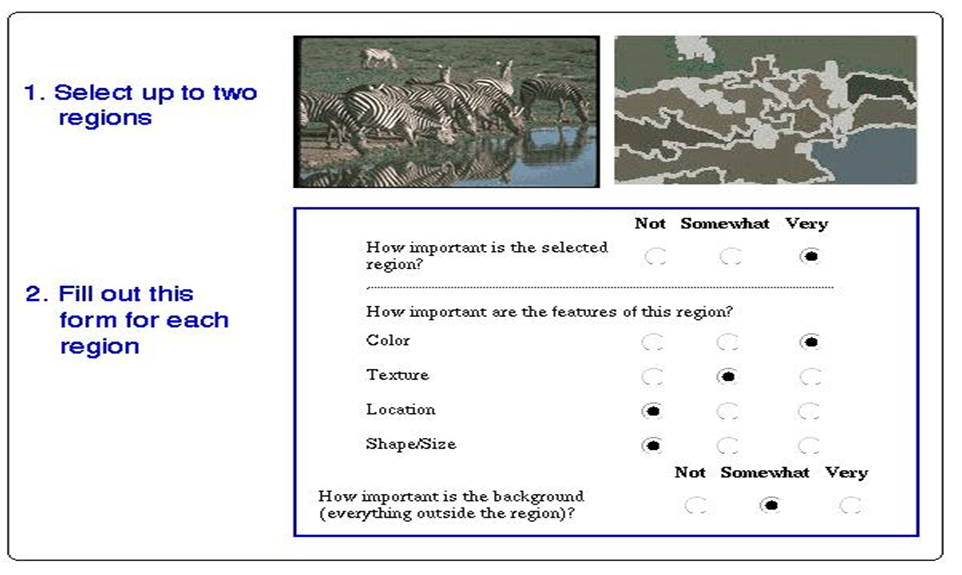 1. Select up to two
regions
2. Fill out this
form for each
region
Not Somewhat Very
How important is the selected
region?
How important are the features of this region?
Color
Texture
Location
Shape/Size
Not Somewhat Very
How important is the background
(everything outside the region)?